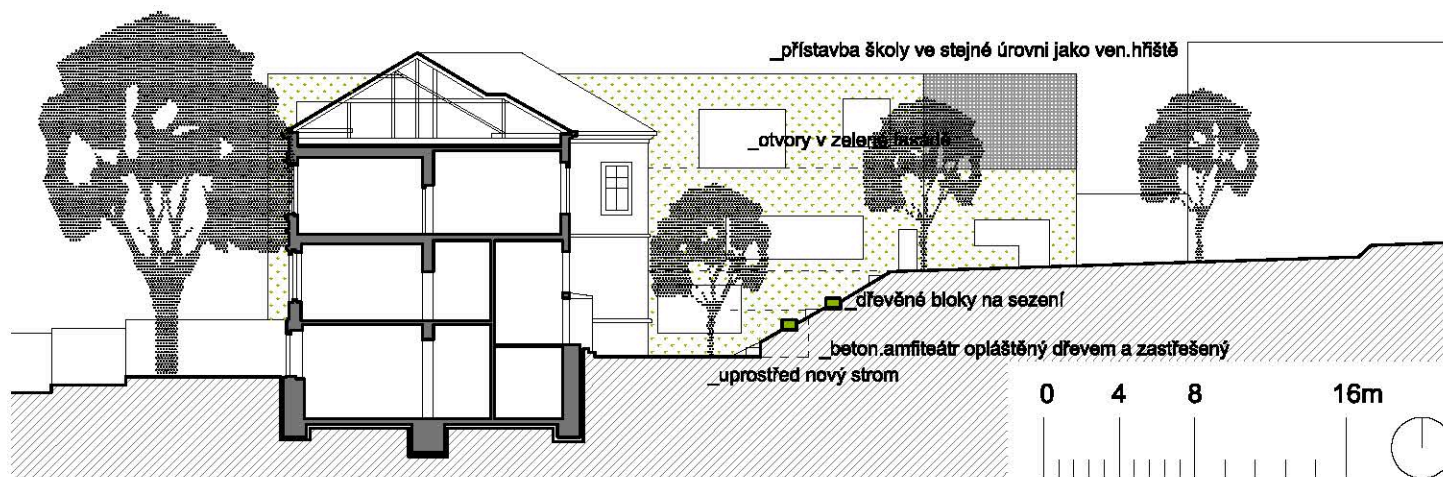 _přístavba školy ve stejné úrovni jako ven.hřiště
_otvory v zelené fasádě
_dřevěné bloky na sezení
_beton.amfiteátr opláštěný dřevem a zastřešený
_uprostřed nový strom
0 4 8 16m